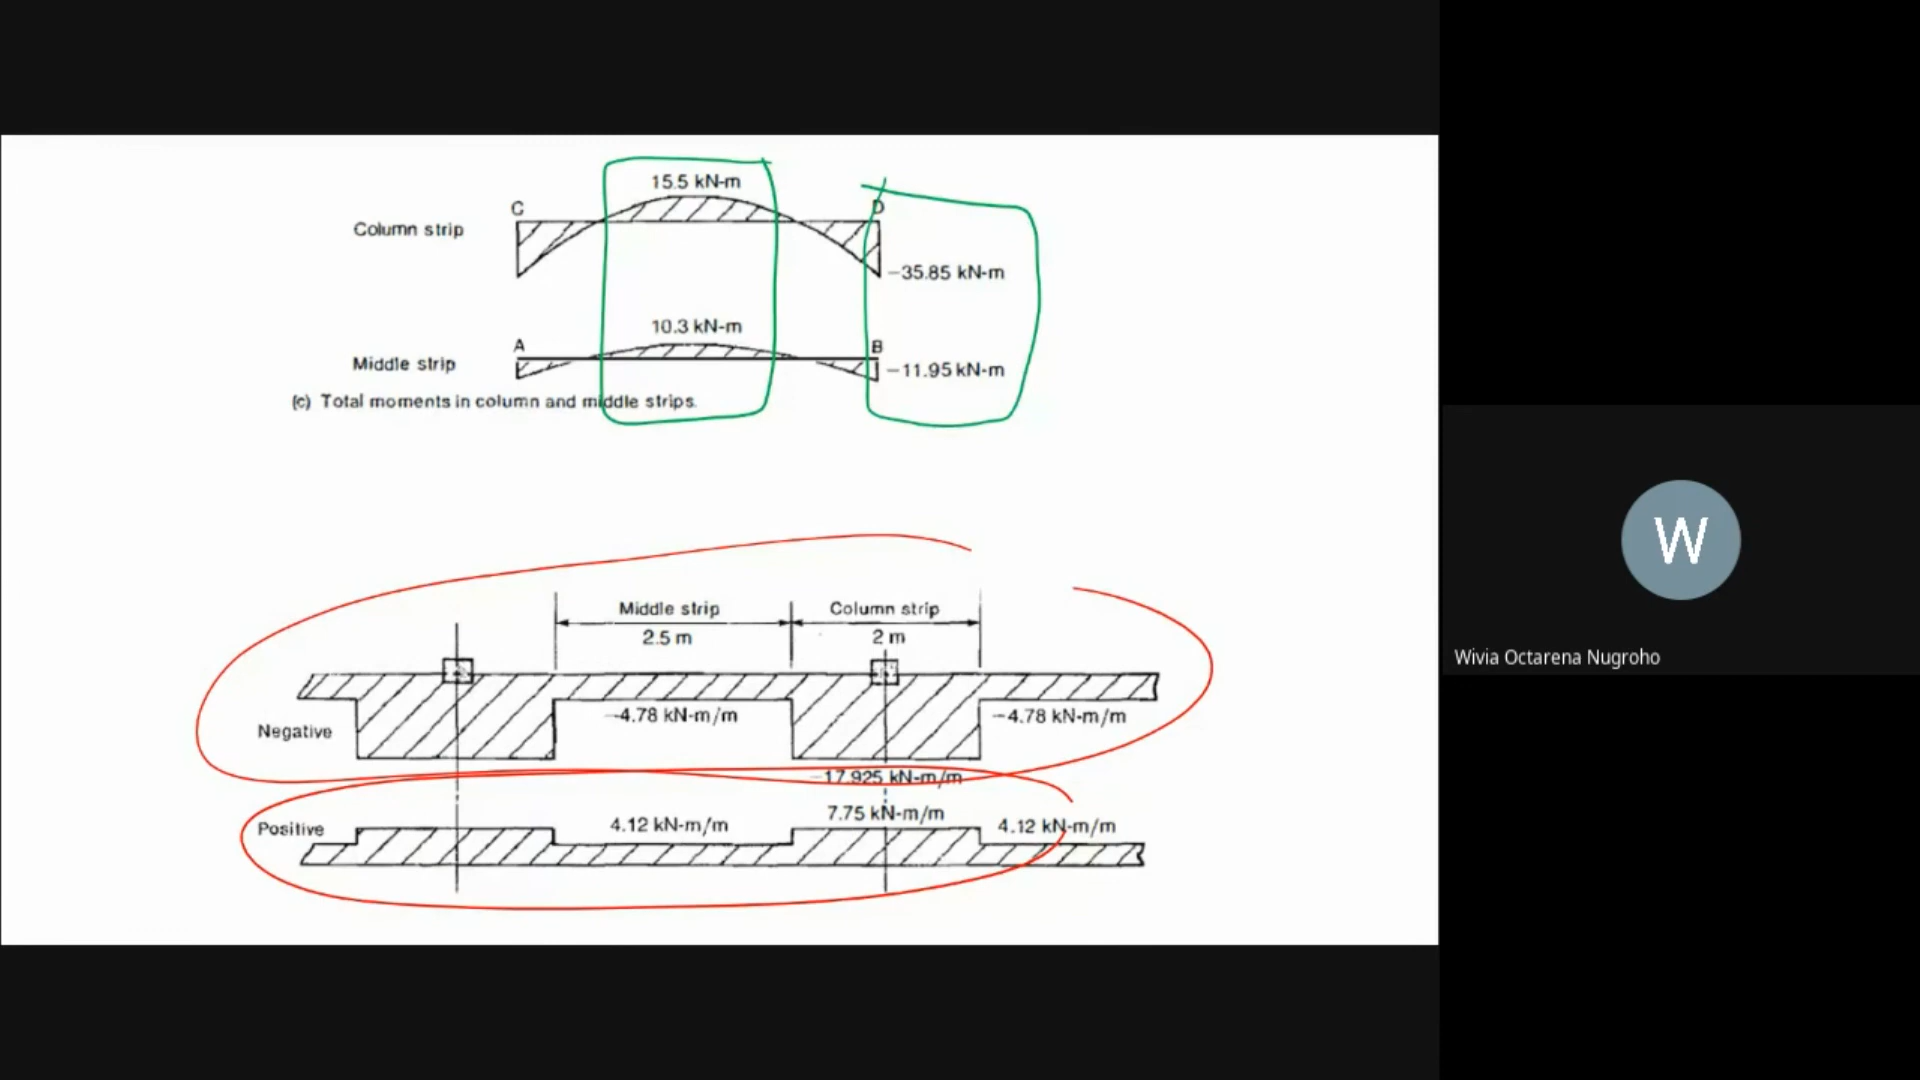 15.5 kN-m
C
D
Column strip
−35.85 kN-m
10.3 kN-m
A
B
Middle strip
−11.95 kN-m
(c) Total moments in column and middle strips.
Middle strip
Column strip
2.5 m
2 m
W
Wivia Octarena Nugroho
−4.78 kN-m/m
−4.78 kN-m/m
Negative
−17.925 kN-m/m
7.75 kN-m/m
Positive
4.12 kN-m/m
4.12 kN-m/m